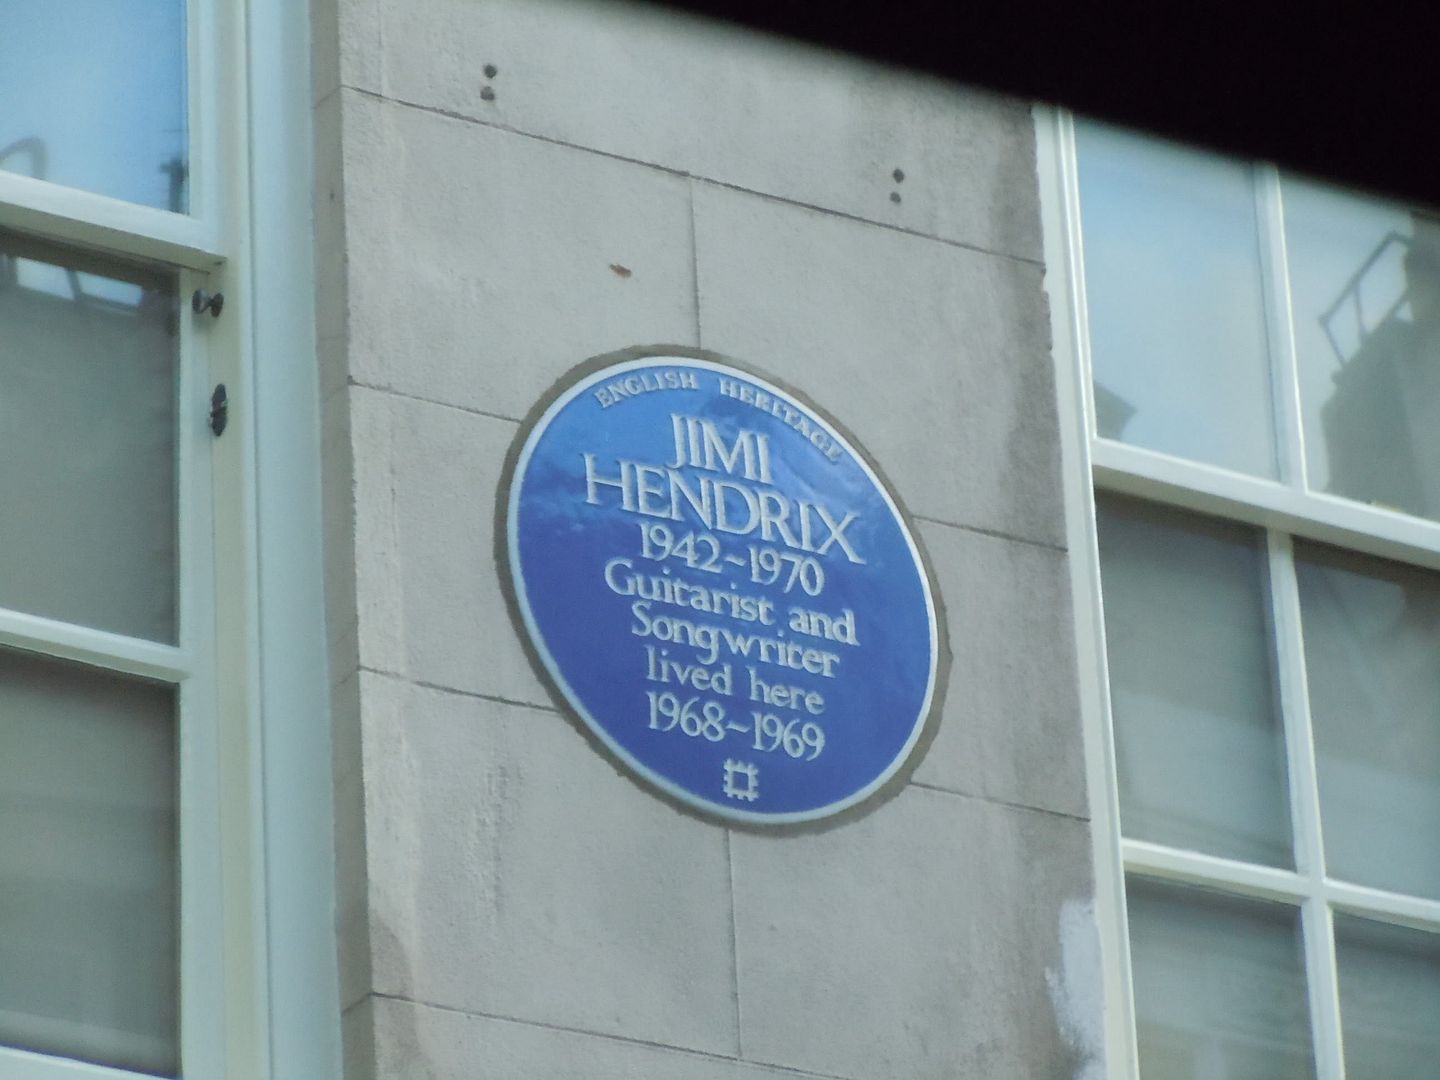 ENGLISH HERITAGE
JIMI
HENDRIX
1942~1970
Guitarist and
Songwriter
lived here
1968~1969